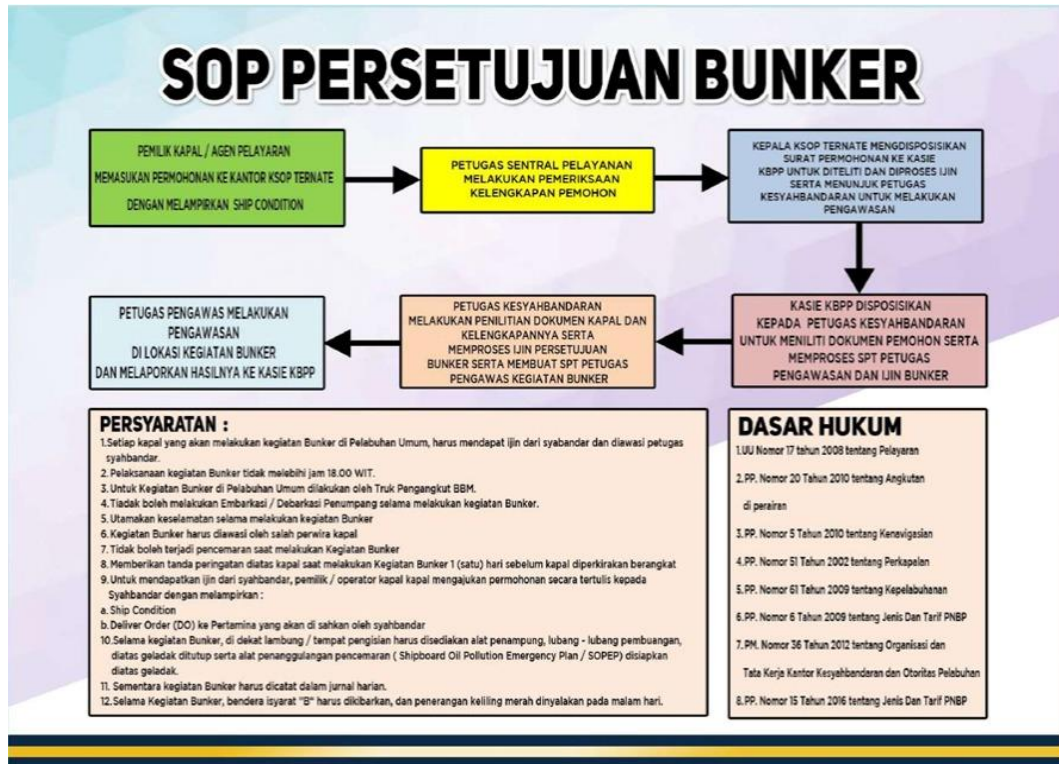 SOP PERSETUJUAN BUNKER
PEMILIK KAPAL / AGEN PELAYARAN
MEMASUKAN PERMOHONAN KE KANTOR KSOP TERNATE
DENGAN MELAMPIRKAN SHIP CONDITION
PETUGAS SENTRAL PELAYANAN
MELAKUKAN PEMERIKSAAN
KELENGKAPAN PEMOHON
KEPALA KSOP TERNATE MENGDISPOSISIKAN
SURAT PERMOHONAN KE KASIE
KBPP UNTUK DITELITI DAN DIPROSES IJIN
SERTA MENUNJUK PETUGAS
KESYAHBANDARAN UNTUK MELAKUKAN
PENGAWASAN
KASIE KBPP DISPOSISIKAN
KEPADA PETUGAS KESYAHBANDARAN
UNTUK MENILITI DOKUMEN PEMOHON SERTA
MEMPROSES SPT PETUGAS
PENGAWASAN DAN IJIN BUNKER
PETUGAS KESYAHBANDARAN
MELAKUKAN PENILITIAN DOKUMEN KAPAL DAN
KELENGKAPANNYA SERTA
MEMPROSES IJIN PERSETUJUAN
BUNKER SERTA MEMBUAT SPT PETUGAS
PENGAWAS KEGIATAN BUNKER
PETUGAS PENGAWAS MELAKUKAN
PENGAWASAN
DI LOKASI KEGIATAN BUNKER
DAN MELAPORKAN HASILNYA KE KASIE KBPP
PERSYARATAN :
1.Setiap kapal yang akan melakukan kegiatan Bunker di Pelabuhan Umum, harus mendapat ijin dari syabandar dan diawasi petugas
syahbandar.
2. Pelaksanaan kegiatan Bunker tidak melebihi jam 18.00 WIT.
3. Untuk Kegiatan Bunker di Pelabuhan Umum dilakukan oleh Truk Pengangkut BBM.
4. Tiadak boleh melakukan Embarkasi / Debarkasi Penumpang selama melakukan kegiatan Bunker.
5. Utamakan keselamatan selama melakukan kegiatan Bunker
6. Kegiatan Bunker harus diawasi oleh salah perwira kapal
7. Tidak boleh terjadi pencemaran saat melakukan Kegiatan Bunker
8. Memberikan tanda peringatan diatas kapal saat melakukan Kegiatan Bunker 1 (satu) hari sebelum kapal diperkirakan berangkat
9. Untuk mendapatkan ijin dari syahbandar, pemilik / operator kapal kapal mengajukan permohonan secara tertulis kepada
Syahbandar dengan melampirkan :
a. Ship Condition
b. Deliver Order (DO) ke Pertamina yang akan di sahkan oleh syahbandar
10. Selama kegiatan Bunker, di dekat lambung / tempat pengisian harus disediakan alat penampung, lubang - lubang pembuangan,
diatas geladak ditutup serta alat penanggulangan pencemaran ( Shipboard Oil Pollution Emergency Plan / SOPEP) disiapkan
diatas geladak.
11. Sementara kegiatan Bunker harus dicatat dalam jurnal harian.
12. Selama Kegiatan Bunker, bendera isyarat "B" harus dikibarkan, dan penerangan keliling merah dinyalakan pada malam hari.
DASAR HUKUM
1.UU Nomor 17 tahun 2008 tentang Pelayaran
2.PP. Nomor 20 Tahun 2010 tentang Angkutan
di perairan
3.PP. Nomor 5 Tahun 2010 tentang Kenavigasian
4.PP. Nomor 51 Tahun 2002 tentang Perkapalan
5.PP. Nomor 61 Tahun 2009 tentang Kepelabuhanan
6.PP. Nomor 6 Tahun 2009 tentang Jenis Dan Tarif PNBP
7.PM. Nomor 36 Tahun 2012 tentang Organisasi dan
Tata Kerja Kantor Kesyahbandaran dan Otoritas Pelabuhan
8.PP. Nomor 15 Tahun 2016 tentang Jenis Dan Tarif PNBP